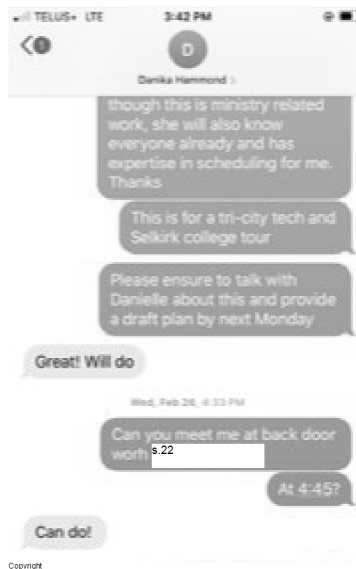 TELUS+ LTE 3:42 PM
1
D
Danika Hammond >
though this is ministry related
work, she will also know
everyone already and has
expertise in scheduling for me.
Thanks
This is for a tri-city tech and
Selkirk college tour
Please ensure to talk with
Danielle about this and provide
a draft plan by next Monday
Great! Will do
Wed, Feb 26, 4:33 PM
Can you meet me at back door
worh s.22
At 4:45?
Can do!
Copyright